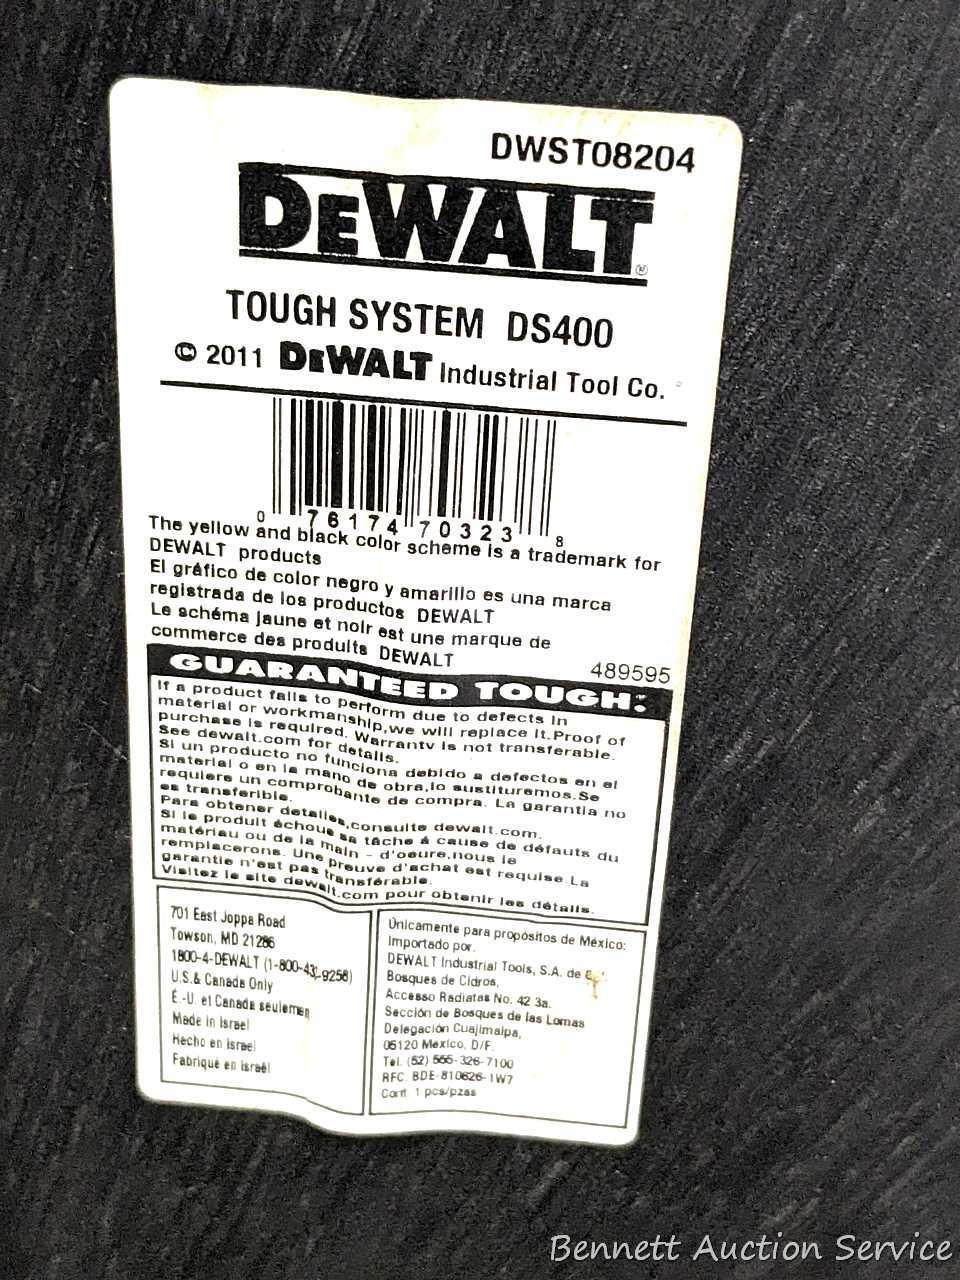 DWST08204
DEWALT®
TOUGH SYSTEM DS400
© 2011 DEWALT Industrial Tool Co.
0 76174 70323 8
The yellow and black color scheme is a trademark for
DEWALT products
El gráfico de color negro y amarillo es una marca
registrada de los productos DEWALT
Le schéma jaune et noir est une marque de
commerce des produits DEWALT
489595
GUARANTEED TOUGH.
If a product fails to perform due to defects in
material or workmanship,we will replace it.Proof of
purchase is required. Warranty is not transferable.
See dewalt.com for details.
Si un producto no funciona debido a defectos en el
material o en la mano de obra,lo sustituremos.Se
requiere un comprobante de compra. La garantia no
es transferible.
Para obtener detalles,consulte dewalt.com.
Si le produit échoue sa tâche à cause de défauts du
matériau ou de la main - d'oeure,nous le
remplacerons. Une preuve d'achat est requise.La
garantie n'est pas transférable.
Visitez le site dewalt.com pour obtenir les détails.
701 East Joppa Road
Towson, MD 21286
1800-4-DEWALT (1-800-43-9258)
U.S.& Canada Only
É.-U. et Canada seulemen
Made in Israel
Hecho en Israel
Fabriqué en Israël
Únicamente para propósitos de México:
Importado por.
DEWALT Industrial Tools, S.A. de
Bosques de Cidros,
Accesso Radiatas No. 42 3a.
Sección de Bosques de las Lomas
Delegación Cuajimalpa,
05120 Mexico, D/F.
Tel. (52) 555-326-7100
RFC. BDE-810626-1W7
Cont. 1 pcs/pzas
Bennett Auction Service